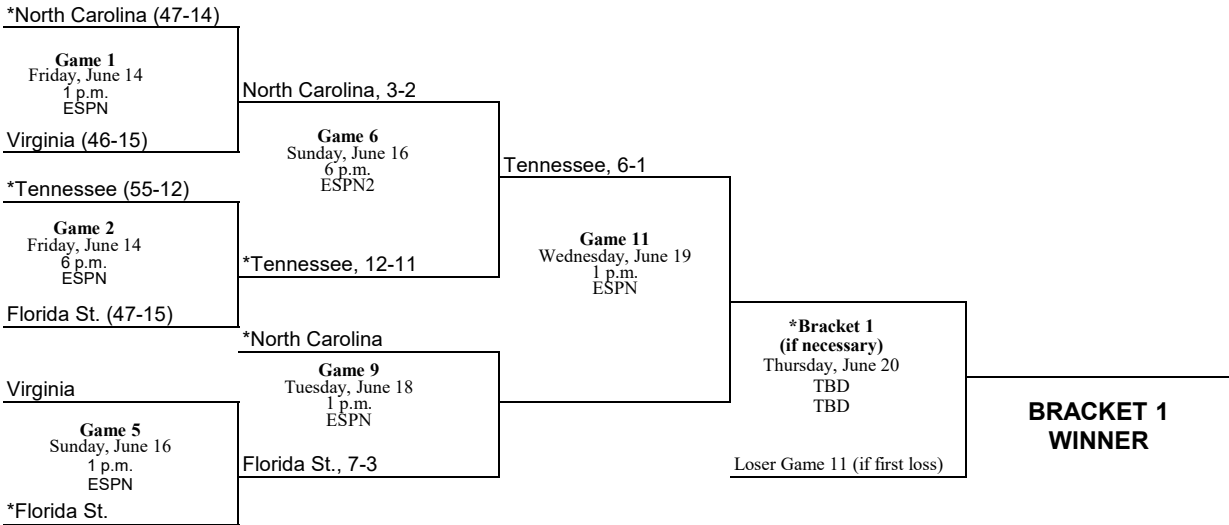 *North Carolina (47-14)
Game 1
Friday, June 14
1 p.m.
ESPN
Virginia (46-15)
*Tennessee (55-12)
Game 2
Friday, June 14
6 p.m.
ESPN
Florida St. (47-15)
Virginia
Game 5
Sunday, June 16
1 p.m.
ESPN
*Florida St.
North Carolina, 3-2
Game 6
Sunday, June 16
6 p.m.
ESPN2
*Tennessee, 12-11
*North Carolina
Game 9
Tuesday, June 18
1 p.m.
ESPN
Florida St., 7-3
Tennessee, 6-1
Game 11
Wednesday, June 19
1 p.m.
ESPN
*Bracket 1
(if necessary)
Thursday, June 20
TBD
TBD
Loser Game 11 (if first loss)
BRACKET 1
WINNER